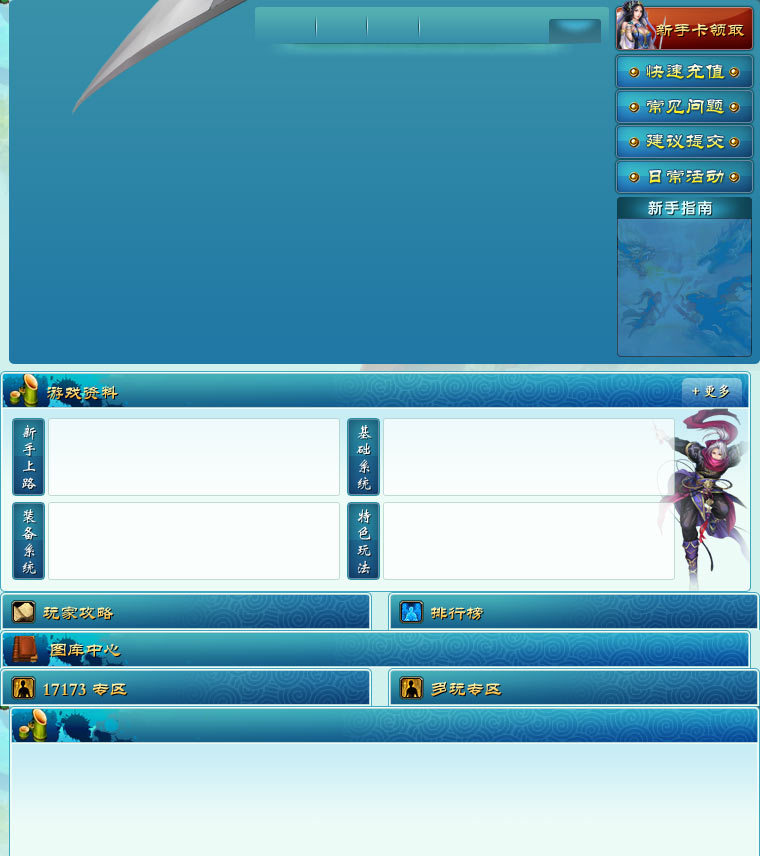 新手卡领取
快速充值
常见问题
建议提交
日常活动
新手指南
游戏资料
+ 更多
新手上路
基础系统
装备系统
特色玩法
玩家攻略
排行榜
图库中心
17173 专区
多玩专区